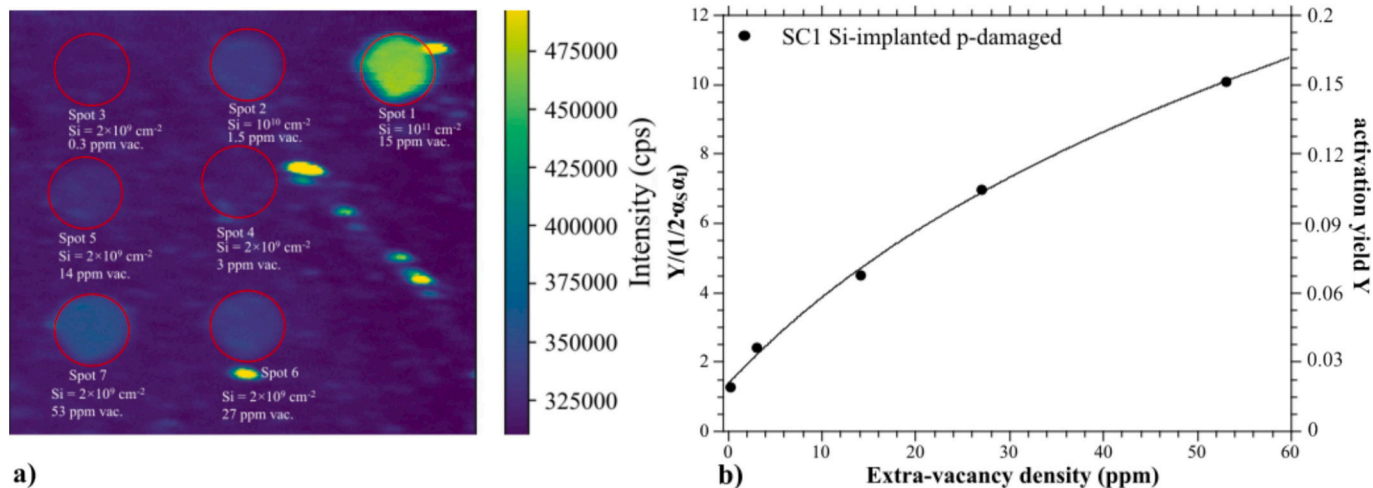 Spot 3
Si = 2×10⁹ cm⁻²
0.3 ppm vac.
Spot 2
Si = 10¹⁰ cm⁻²
1.5 ppm vac.
Spot 1
Si = 10¹¹ cm⁻²
15 ppm vac.
Spot 5
Si = 2×10⁹ cm⁻²
14 ppm vac.
Spot 4
Si = 2×10⁹ cm⁻²
3 ppm vac.
Spot 7
Si = 2×10⁹ cm⁻²
53 ppm vac.
Spot 6
Si = 2×10⁹ cm⁻²
27 ppm vac.
475000
450000
425000
400000
375000
350000
325000
Intensity (cps)
a)
12
10
8
6
4
2
0
Y/(1/2·α_Sα_I)
SC1 Si-implanted p-damaged
0.2
0.15
0.12
0.09
0.06
0.03
0
activation yield Y
0 10 20 30 40 50 60
Extra-vacancy density (ppm)
b)